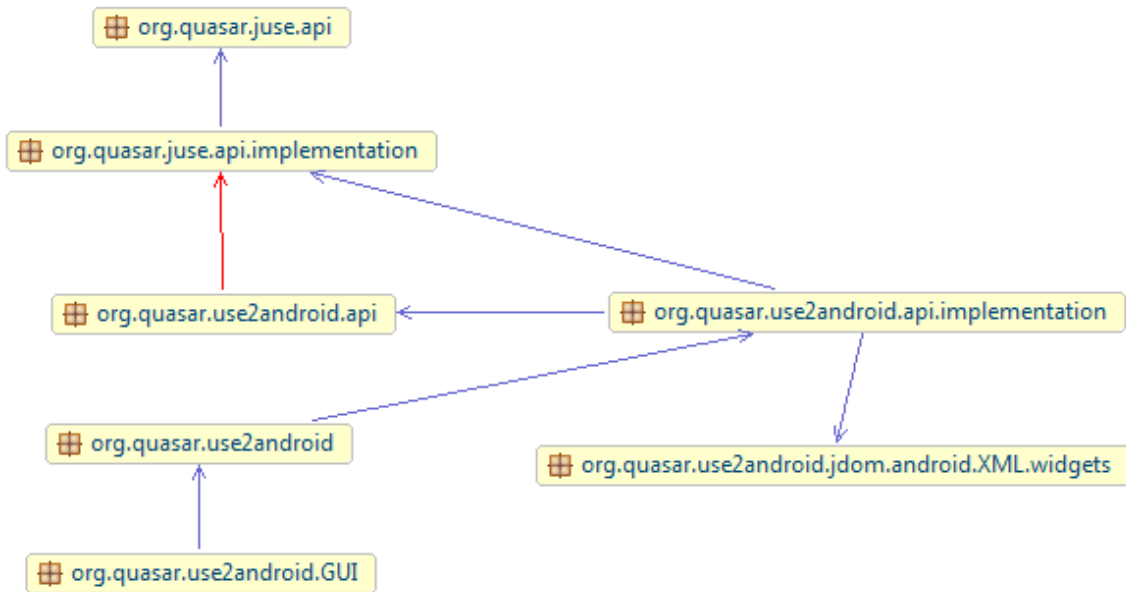 org.quasar.juse.api
org.quasar.juse.api.implementation
org.quasar.use2android.api
org.quasar.use2android.api.implementation
org.quasar.use2android
org.quasar.use2android.jdom.android.XML.widgets
org.quasar.use2android.GUI